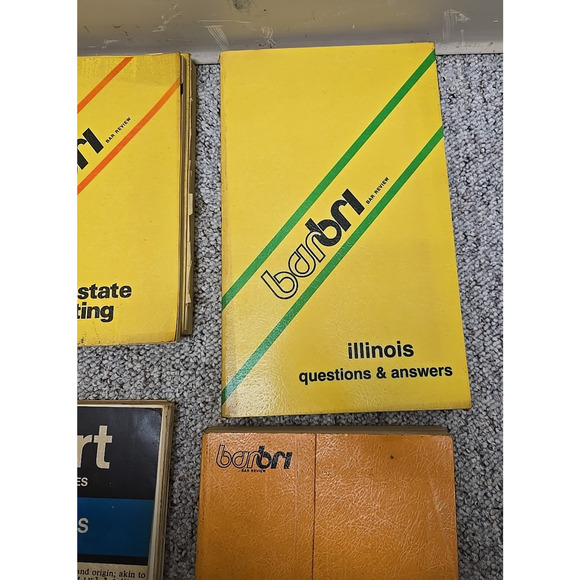 bri
BAR REVIEW
state
ting
barbri
BAR REVIEW
illinois
questions & answers
rt
ES
S
and origin; akin to
barbri
BAR REVIEW